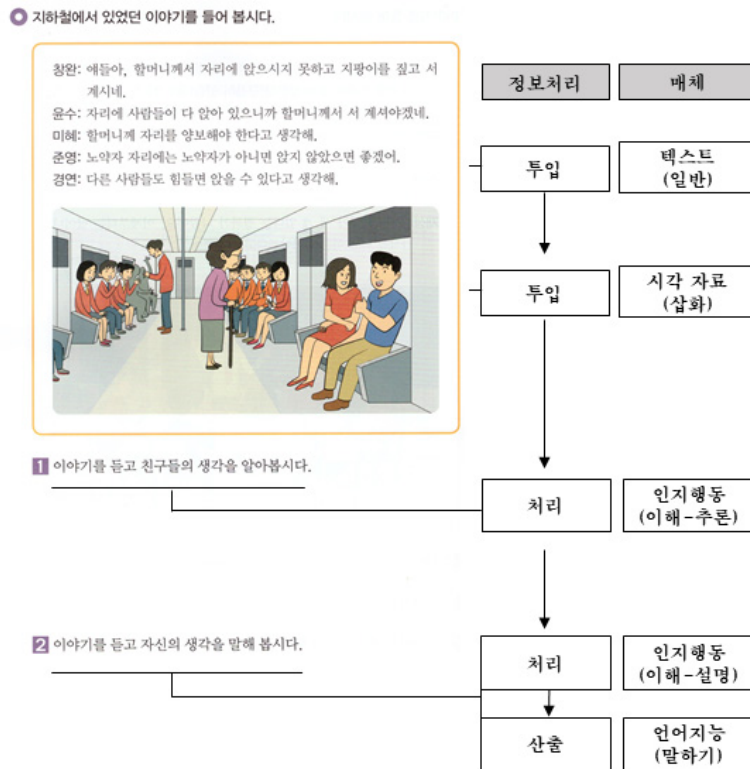 지하철에서 있었던 이야기를 들어 봅시다.
창완: 얘들아, 할머니께서 자리에 앉으시지 못하고 지팡이를 짚고 서
계시네.
윤수: 자리에 사람들이 다 앉아 있으니까 할머니께서 서 계셔야겠네.
미혜: 할머니께 자리를 양보해야 한다고 생각해.
준영: 노약자 자리에는 노약자가 아니면 앉지 않았으면 좋겠어.
경연: 다른 사람들도 힘들면 앉을 수 있다고 생각해.
정보처리
매체
투입
텍스트
(일반)
투입
시각 자료
(삽화)
1 이야기를 듣고 친구들의 생각을 알아봅시다.
처리
인지행동
(이해-추론)
2 이야기를 듣고 자신의 생각을 말해 봅시다.
처리
인지행동
(이해-설명)
산출
언어지능
(말하기)